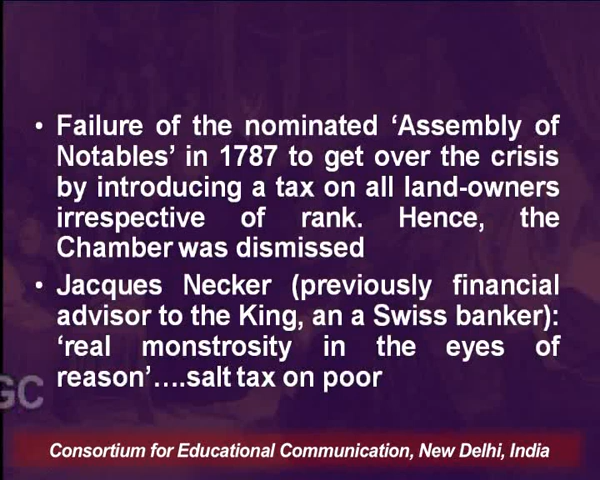 • Failure of the nominated ‘Assembly of
Notables’ in 1787 to get over the crisis
by introducing a tax on all land-owners
irrespective of rank. Hence, the
Chamber was dismissed
• Jacques Necker (previously financial
advisor to the King, an a Swiss banker):
‘real monstrosity in the eyes of
reason’….salt tax on poor
GC
Consortium for Educational Communication, New Delhi, India